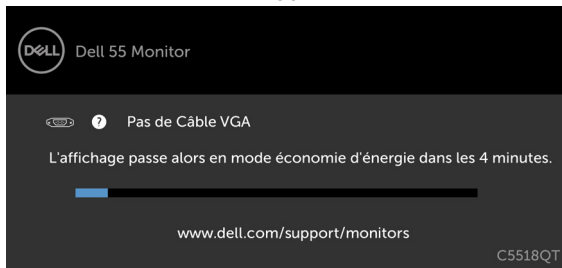 DELL Dell 55 Monitor
? Pas de Câble VGA
L'affichage passe alors en mode économie d'énergie dans les 4 minutes.
www.dell.com/support/monitors
C5518QT